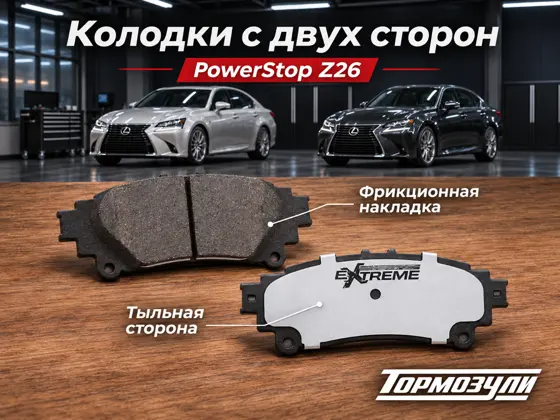 Колодки с двух сторон
PowerStop Z26
Фрикционная
накладка
EXTREME
Тыльная
сторона
ТОРМОЗУЛИ